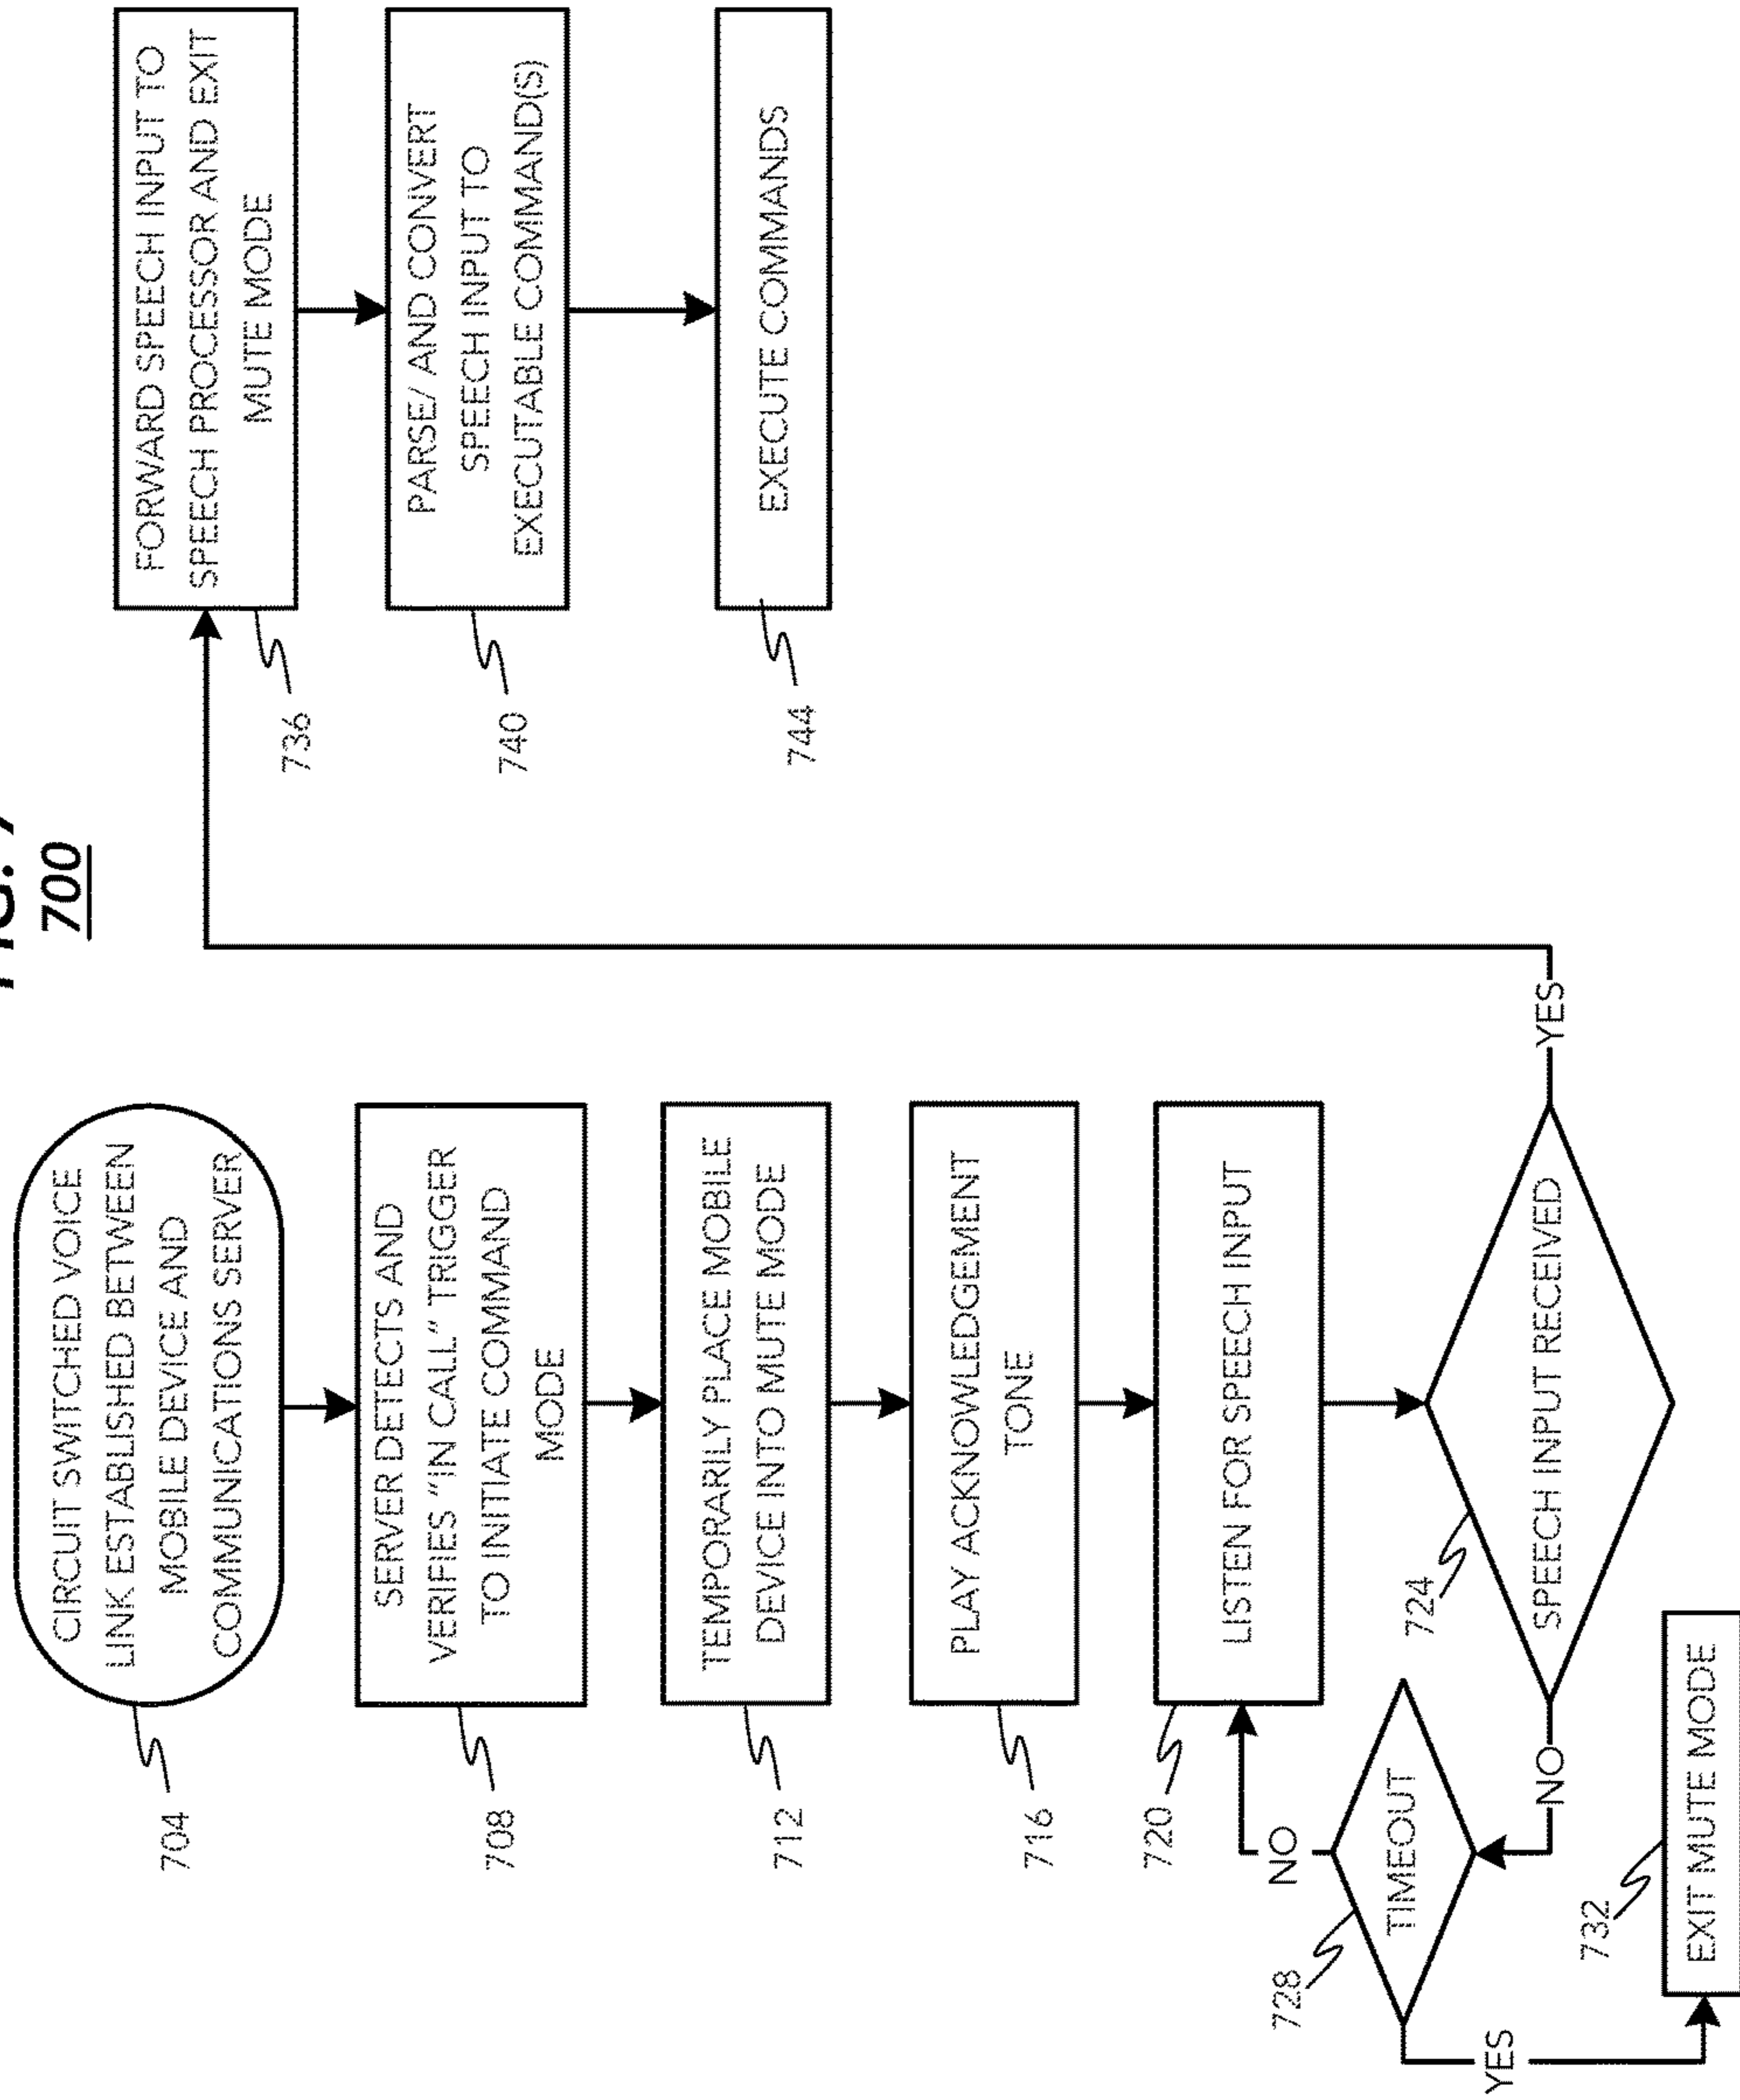 FIG. 7
700
CIRCUIT SWITCHED VOICE
LINK ESTABLISHED BETWEEN
MOBILE DEVICE AND
COMMUNICATIONS SERVER
704
SERVER DETECTS AND
VERIFIES "IN CALL" TRIGGER
TO INITIATE COMMAND
MODE
708
TEMPORARILY PLACE MOBILE
DEVICE INTO MUTE MODE
712
PLAY ACKNOWLEDGEMENT
TONE
716
LISTEN FOR SPEECH INPUT
720
SPEECH INPUT RECEIVED
724
NO
YES
TIMEOUT
728
NO
YES
EXIT MUTE MODE
732
FORWARD SPEECH INPUT TO
SPEECH PROCESSOR AND EXIT
MUTE MODE
736
PARSE/ AND CONVERT
SPEECH INPUT TO
EXECUTABLE COMMAND(S)
740
EXECUTE COMMANDS
744